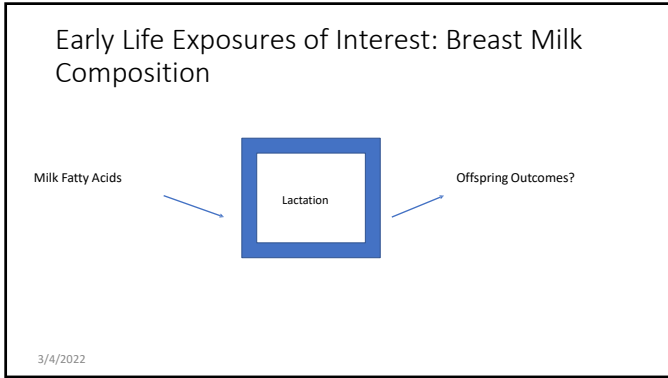 Early Life Exposures of Interest: Breast Milk
Composition
Milk Fatty Acids
Lactation
Offspring Outcomes?
3/4/2022